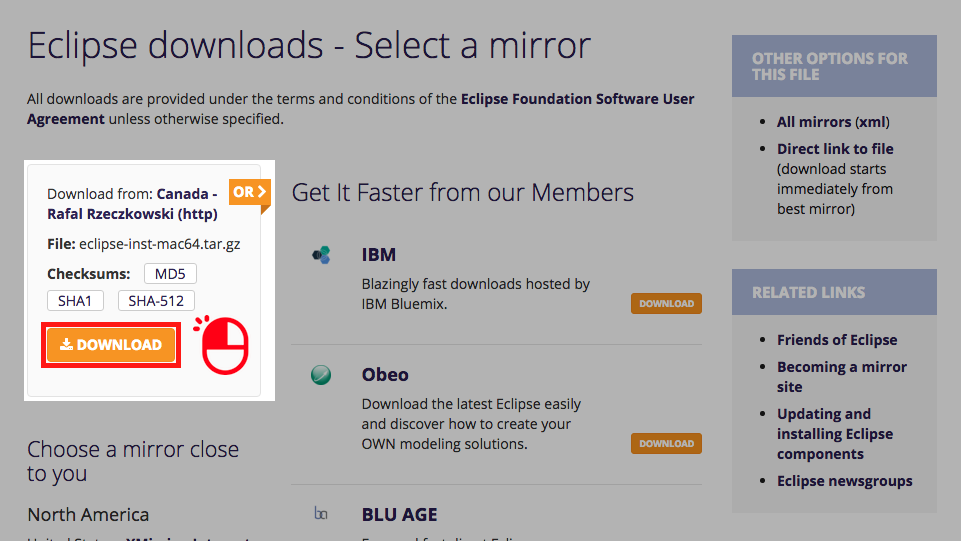 Eclipse downloads - Select a mirror
All downloads are provided under the terms and conditions of the Eclipse Foundation Software User
Agreement unless otherwise specified.
Download from: Canada -
Rafal Rzeczkowski (http)
OR
File: eclipse-inst-mac64.tar.gz
Checksums: MD5
SHA1 SHA-512
DOWNLOAD
Choose a mirror close
to you
North America
Get It Faster from our Members
IBM
Blazingly fast downloads hosted by
IBM Bluemix.
DOWNLOAD
Obeo
Download the latest Eclipse easily
and discover how to create your
OWN modeling solutions.
DOWNLOAD
BLU AGE
OTHER OPTIONS FOR
THIS FILE
All mirrors (xml)
Direct link to file
(download starts
immediately from
best mirror)
RELATED LINKS
Friends of Eclipse
Becoming a mirror
site
Updating and
installing Eclipse
components
Eclipse newsgroups